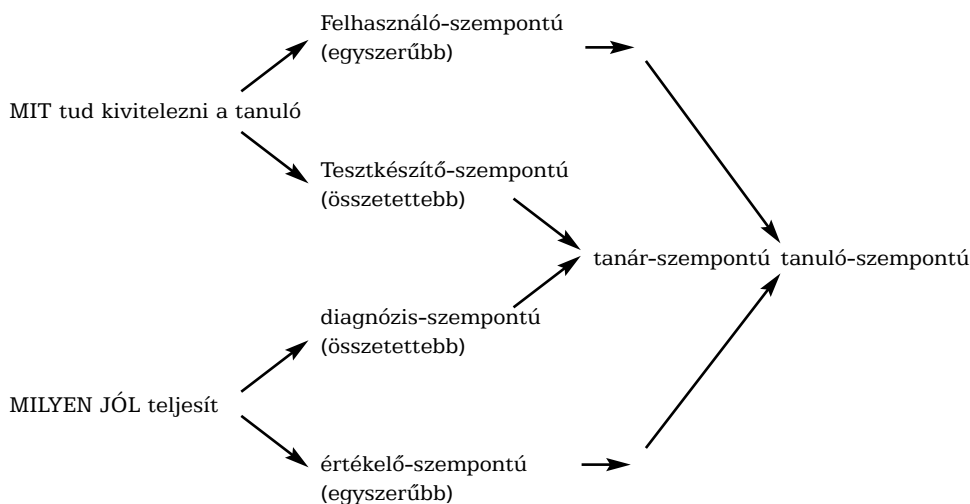 Felhasználó-szempontú
(egyszerűbb)
MIT tud kivitelezni a tanuló
Tesztkészítő-szempontú
(összetettebb)
tanár-szempontú tanuló-szempontú
diagnózis-szempontú
(összetettebb)
MILYEN JÓL teljesít
értékelő-szempontú
(egyszerűbb)